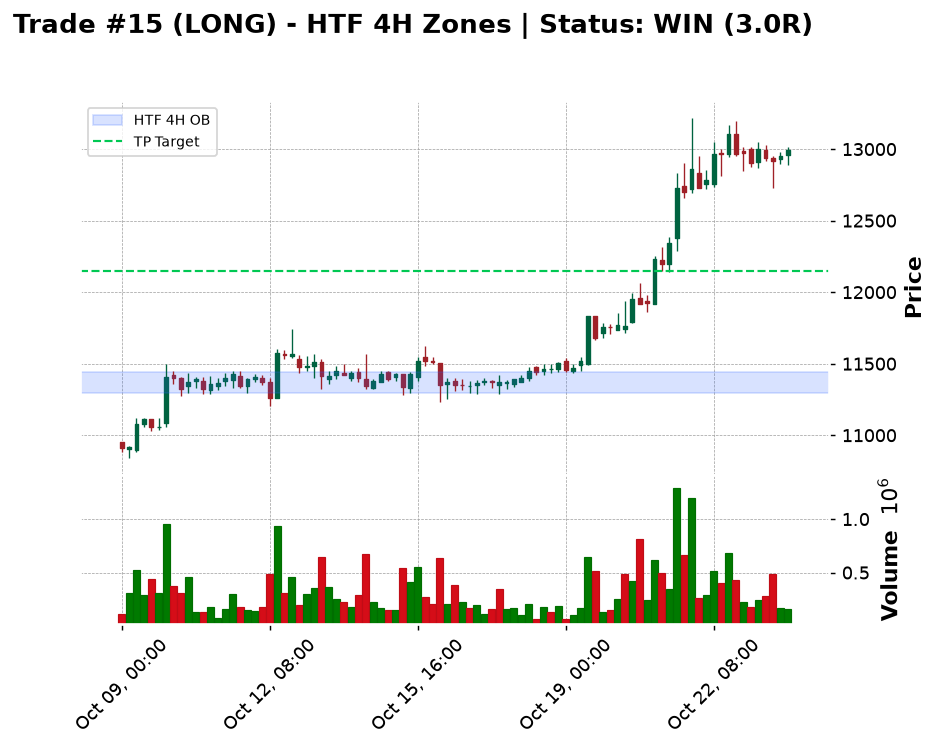 Trade #15 (LONG) - HTF 4H Zones | Status: WIN (3.0R)
HTF 4H OB
TP Target
13000
12500
12000
11500
11000
Price
1.0
0.5
Volume 10⁶
Oct 09, 00:00
Oct 12, 08:00
Oct 15, 16:00
Oct 19, 00:00
Oct 22, 08:00